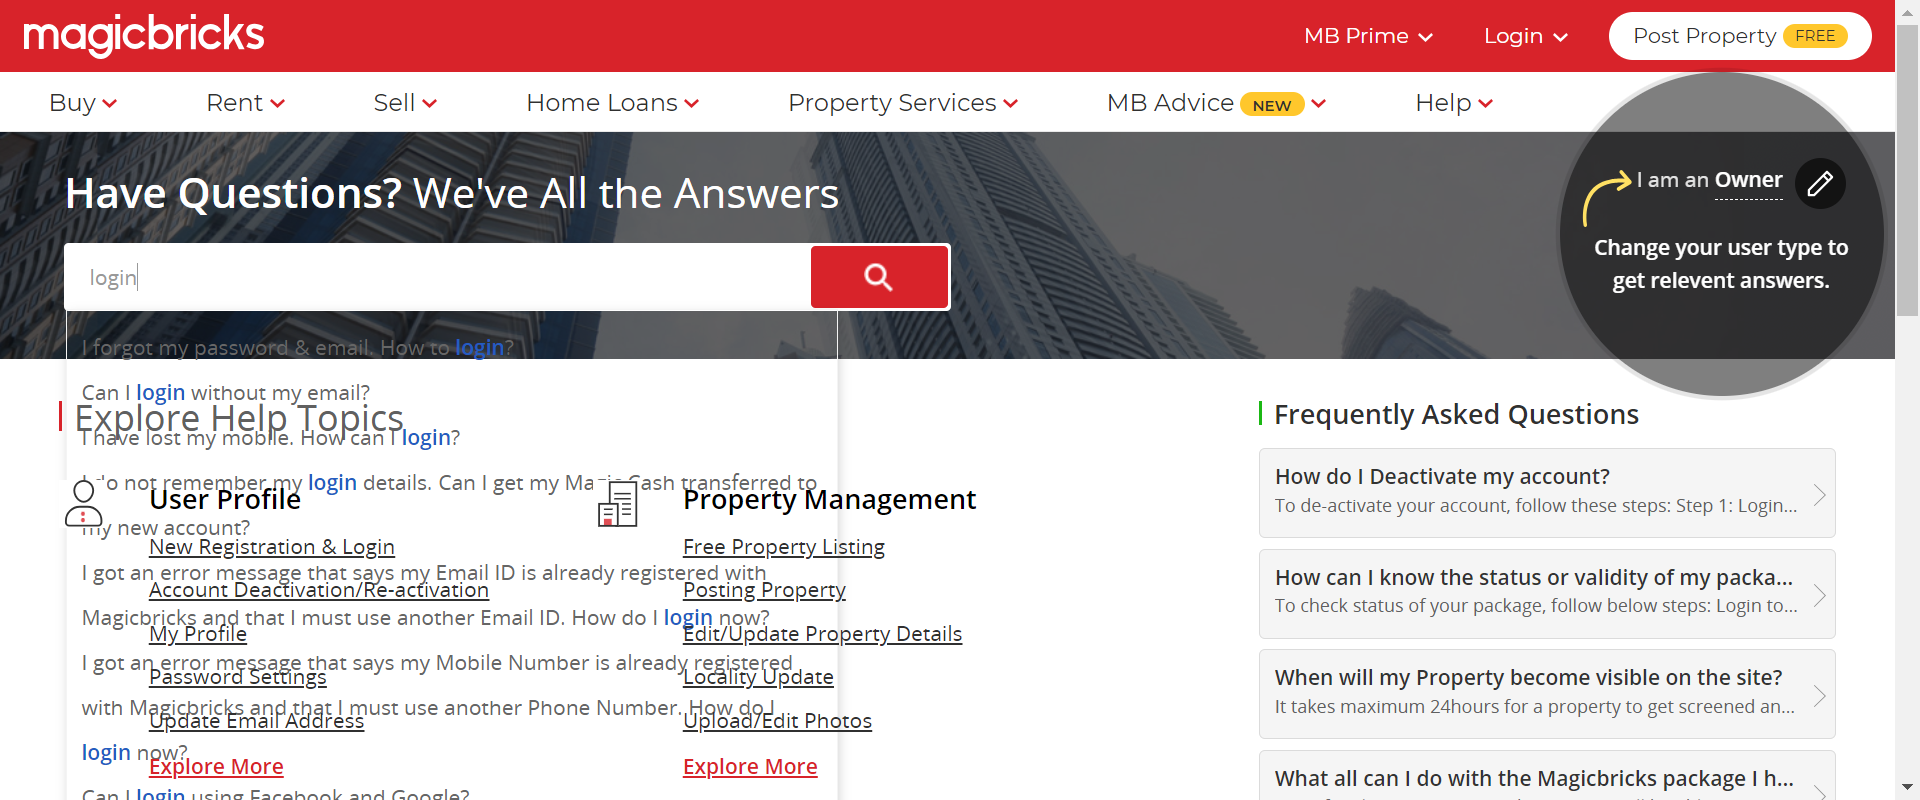 magicbricks
MB Prime
Login
Post Property FREE
Buy
Rent
Sell
Home Loans
Property Services
MB Advice NEW
Help
Have Questions? We've All the Answers
login
I am an Owner
Change your user type to
get relevent answers.
I forgot my password & email. How to login?
Can I login without my email?
I have lost my mobile. How can I login?
I do not remember my login details. Can I get my Magic Cash transferred to
my new account?
I got an error message that says my Email ID is already registered with
Magicbricks and that I must use another Email ID. How do I login now?
I got an error message that says my Mobile Number is already registered
with Magicbricks and that I must use another Phone Number. How do I
login now?
Can I login using Facebook and Google?
Explore Help Topics
User Profile
New Registration & Login
Account Deactivation/Re-activation
My Profile
Password Settings
Update Email Address
Explore More
Property Management
Free Property Listing
Posting Property
Edit/Update Property Details
Locality Update
Upload/Edit Photos
Explore More
Frequently Asked Questions
How do I Deactivate my account?
To de-activate your account, follow these steps: Step 1: Login...
How can I know the status or validity of my packa...
To check status of your package, follow below steps: Login to...
When will my Property become visible on the site?
It takes maximum 24hours for a property to get screened an...
What all can I do with the Magicbricks package I h...